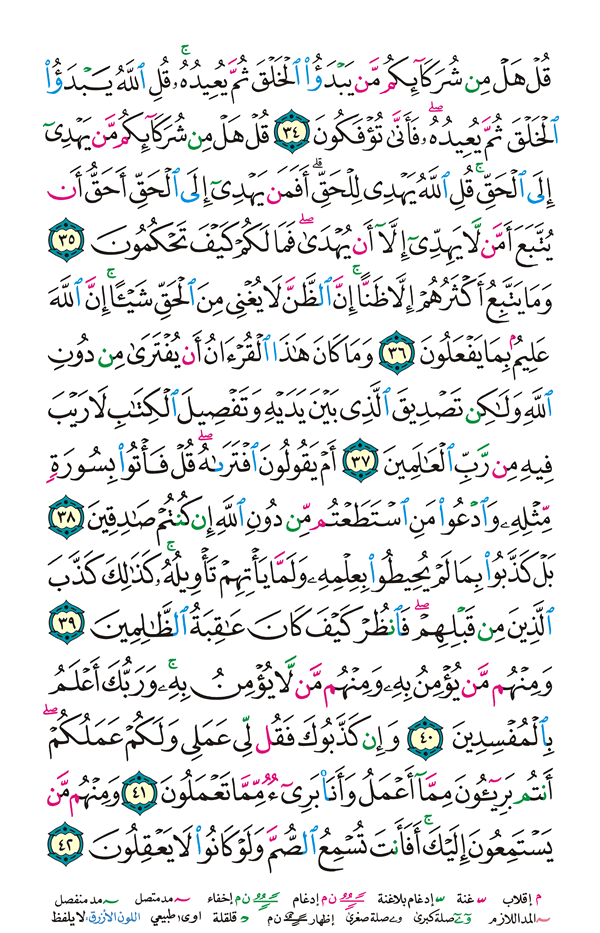 قُلۡ هَلۡ مِن شُرَكَآئِكُم مَّن يَبۡدَؤُاْ ٱلۡخَلۡقَ ثُمَّ يُعِيدُهُۥۚ قُلِ ٱللَّهُ يَبۡدَؤُاْ
ٱلۡخَلۡقَ ثُمَّ يُعِيدُهُۥۖ فَأَنَّىٰ تُؤۡفَكُونَ ٣٤ قُلۡ هَلۡ مِن شُرَكَآئِكُم مَّن يَهۡدِيٓ
إِلَى ٱلۡحَقِّۚ قُلِ ٱللَّهُ يَهۡدِي لِلۡحَقِّۗ أَفَمَن يَهۡدِيٓ إِلَى ٱلۡحَقِّ أَحَقُّ أَن
يُتَّبَعَ أَمَّن لَّا يَهِدِّيٓ إِلَّآ أَن يُهۡدَىٰۖ فَمَا لَكُمۡ كَيۡفَ تَحۡكُمُونَ ٣٥
وَمَا يَتَّبِعُ أَكۡثَرُهُمۡ إِلَّا ظَنًّاۚ إِنَّ ٱلظَّنَّ لَا يُغۡنِي مِنَ ٱلۡحَقِّ شَيۡـًٔاۚ إِنَّ ٱللَّهَ
عَلِيمُۢ بِمَا يَفۡعَلُونَ ٣٦ وَمَا كَانَ هَٰذَا ٱلۡقُرۡءَانُ أَن يُفۡتَرَىٰ مِن دُونِ
ٱللَّهِ وَلَٰكِن تَصۡدِيقَ ٱلَّذِي بَيۡنَ يَدَيۡهِ وَتَفۡصِيلَ ٱلۡكِتَٰبِ لَا رَيۡبَ
فِيهِ مِن رَّبِّ ٱلۡعَٰلَمِينَ ٣٧ أَمۡ يَقُولُونَ ٱفۡتَرَىٰهُۖ قُلۡ فَأۡتُواْ بِسُورَةٖ
مِّثۡلِهِۦ وَٱدۡعُواْ مَنِ ٱسۡتَطَعۡتُم مِّن دُونِ ٱللَّهِ إِن كُنتُمۡ صَٰدِقِينَ ٣٨
بَلۡ كَذَّبُواْ بِمَا لَمۡ يُحِيطُواْ بِعِلۡمِهِۦ وَلَمَّا يَأۡتِهِمۡ تَأۡوِيلُهُۥۚ كَذَٰلِكَ كَذَّبَ
ٱلَّذِينَ مِن قَبۡلِهِمۡۖ فَٱنظُرۡ كَيۡفَ كَانَ عَٰقِبَةُ ٱلظَّٰلِمِينَ ٣٩
وَمِنۡهُم مَّن يُؤۡمِنُ بِهِۦ وَمِنۡهُم مَّن لَّا يُؤۡمِنُ بِهِۦۚ وَرَبُّكَ أَعۡلَمُ
بِٱلۡمُفۡسِدِينَ ٤٠ وَإِن كَذَّبُوكَ فَقُل لِّي عَمَلِي وَلَكُمۡ عَمَلُكُمۡۖ
أَنتُم بَرِيٓـُٔونَ مِمَّآ أَعۡمَلُ وَأَنَا۠ بَرِيٓءٞ مِّمَّا تَعۡمَلُونَ ٤١ وَمِنۡهُم مَّن
يَسۡتَمِعُونَ إِلَيۡكَۚ أَفَأَنتَ تُسۡمِعُ ٱلصُّمَّ وَلَوۡ كَانُواْ لَا يَعۡقِلُونَ ٤٢
م إقلاب غنة إدغام بلاغنة ن م إدغام ن م إخفاء مد متصل مد منفصل
المد اللازم صلة كبرى صلة صغرى إظهار ن م قلقلة اوى طبيعي اللون الأزرق: لا يلفظ